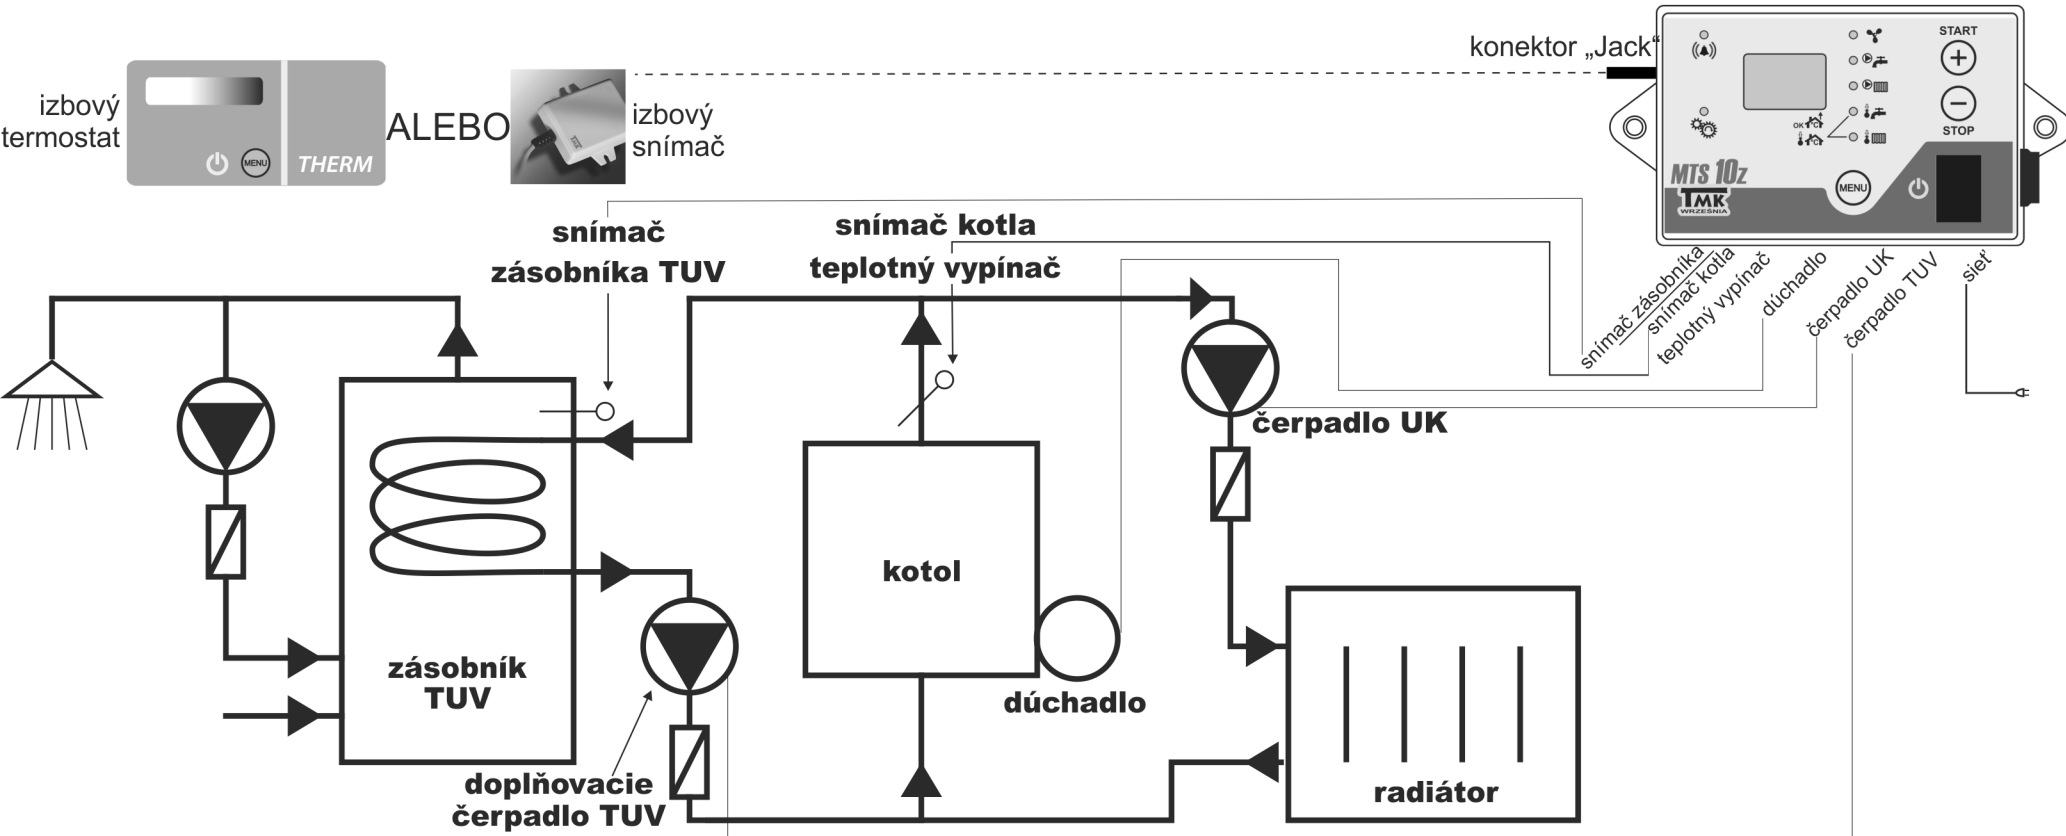 izbový
termostat
MENU
THERM
ALEBO
izbový
snímač
konektor „Jack“
START
STOP
OK
MTS 10z
TMK
WRZEŚNIA
MENU
snímač zásobníka
snímač kotla
teplotný vypínač
dúchadlo
čerpadlo UK
čerpadlo TUV
sieť
snímač
zásobníka TUV
snímač kotla
teplotný vypínač
čerpadlo UK
kotol
dúchadlo
zásobník
TUV
doplňovacie
čerpadlo TUV
radiátor